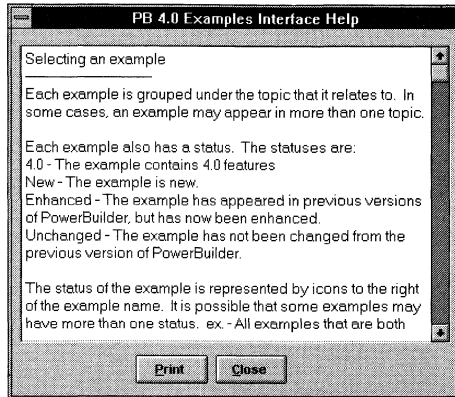 PB 4.0 Examples Interface Help
Selecting an example
Each example is grouped under the topic that it relates to. In
some cases, an example may appear in more than one topic.
Each example also has a status. The statuses are:
4.0 - The example contains 4.0 features
New - The example is new.
Enhanced - The example has appeared in previous versions
of PowerBuilder, but has now been enhanced.
Unchanged - The example has not been changed from the
previous version of PowerBuilder.
The status of the example is represented by icons to the right
of the example name. It is possible that some examples may
have more than one status. ex. - All examples that are both
Print
Close